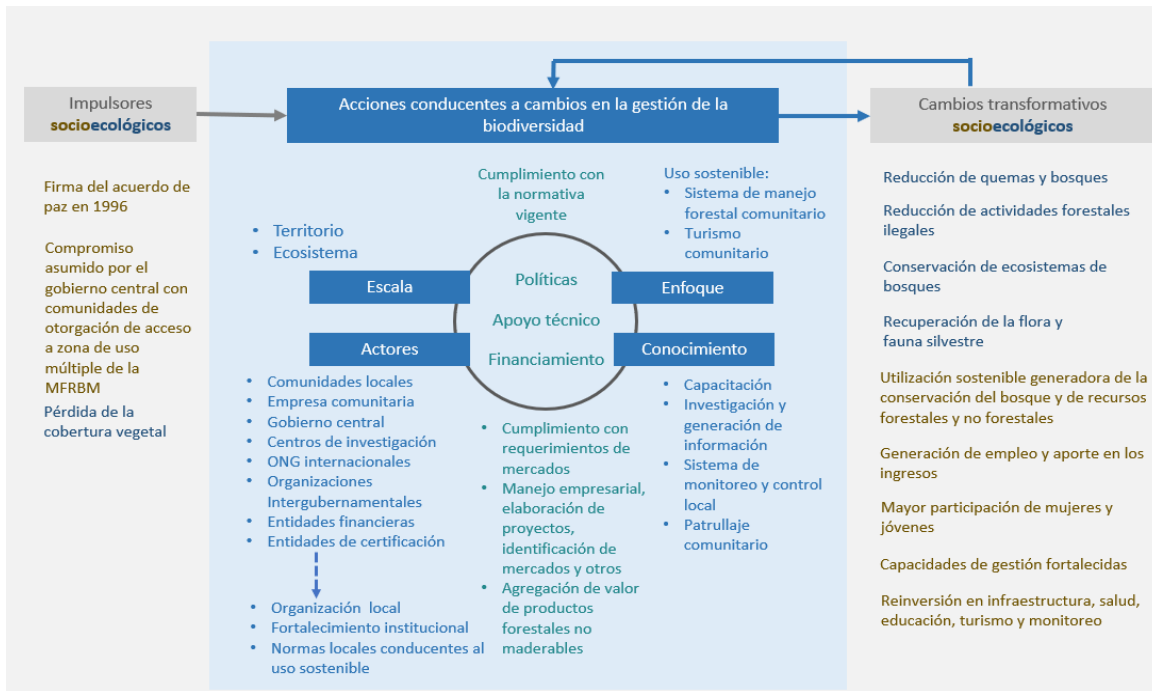 Impulsores
socioecológicos
Firma del acuerdo de
paz en 1996
Compromiso
asumido por el
gobierno central con
comunidades de
otorgación de acceso
a zona de uso
múltiple de la
MFRBM
Pérdida de la
cobertura vegetal
Acciones conducentes a cambios en la gestión de la
biodiversidad
Cumplimiento con
la normativa
vigente
Uso sostenible:
• Sistema de manejo
forestal comunitario
• Turismo
comunitario
• Territorio
• Ecosistema
Escala
Políticas
Enfoque
Apoyo técnico
Actores
Financiamiento
Conocimiento
• Comunidades locales
• Empresa comunitaria
• Gobierno central
• Centros de investigación
• ONG internacionales
• Organizaciones
Intergubernamentales
• Entidades financieras
• Entidades de certificación
• Organización local
• Fortalecimiento institucional
• Normas locales conducentes al
uso sostenible
• Cumplimiento con
requerimientos de
mercados
• Manejo empresarial,
elaboración de
proyectos,
identificación de
mercados y otros
• Agregación de valor
de productos
forestales no
maderables
• Capacitación
• Investigación y
generación de
información
• Sistema de
monitoreo y control
local
• Patrullaje
comunitario
Cambios transformativos
socioecológicos
Reducción de quemas y bosques
Reducción de actividades forestales
ilegales
Conservación de ecosistemas de
bosques
Recuperación de la flora y
fauna silvestre
Utilización sostenible generadora de la
conservación del bosque y de recursos
forestales y no forestales
Generación de empleo y aporte en los
ingresos
Mayor participación de mujeres y
jóvenes
Capacidades de gestión fortalecidas
Reinversión en infraestructura, salud,
educación, turismo y monitoreo